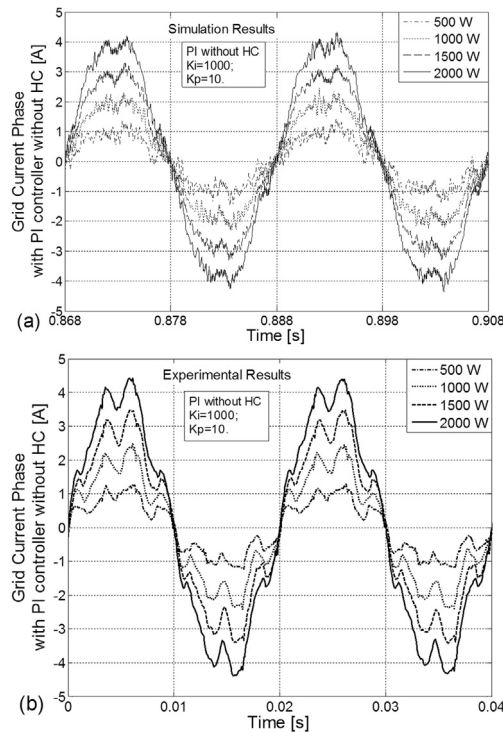 Simulation Results
PI without HC
Ki=1000;
Kp=10.
500 W
1000 W
1500 W
2000 W
Grid Current Phase
with PI controller without HC [A]
5
4
3
2
1
0
-1
-2
-3
-4
-5
0.868
0.878
0.888
0.898
0.908
Time [s]
(a)
Experimental Results
PI without HC
Ki=1000;
Kp=10.
500 W
1000 W
1500 W
2000 W
Grid Current Phase
with PI controller without HC [A]
5
4
3
2
1
0
-1
-2
-3
-4
-5
0
0.01
0.02
0.03
0.04
Time [s]
(b)